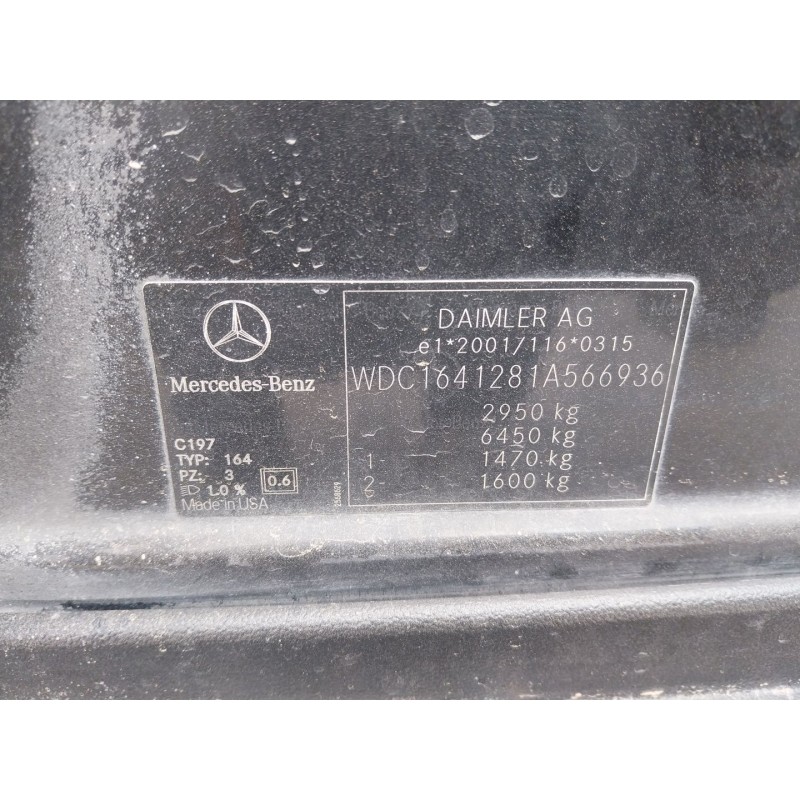 Mercedes-Benz
C197
TYP: 164
PZ: 3
1.0 %
0.6
Made in USA
DAIMLER AG
e1*2001/116*0315
WDC1641281A566936
2950 kg
6450 kg
1 - 1470 kg
2 - 1600 kg